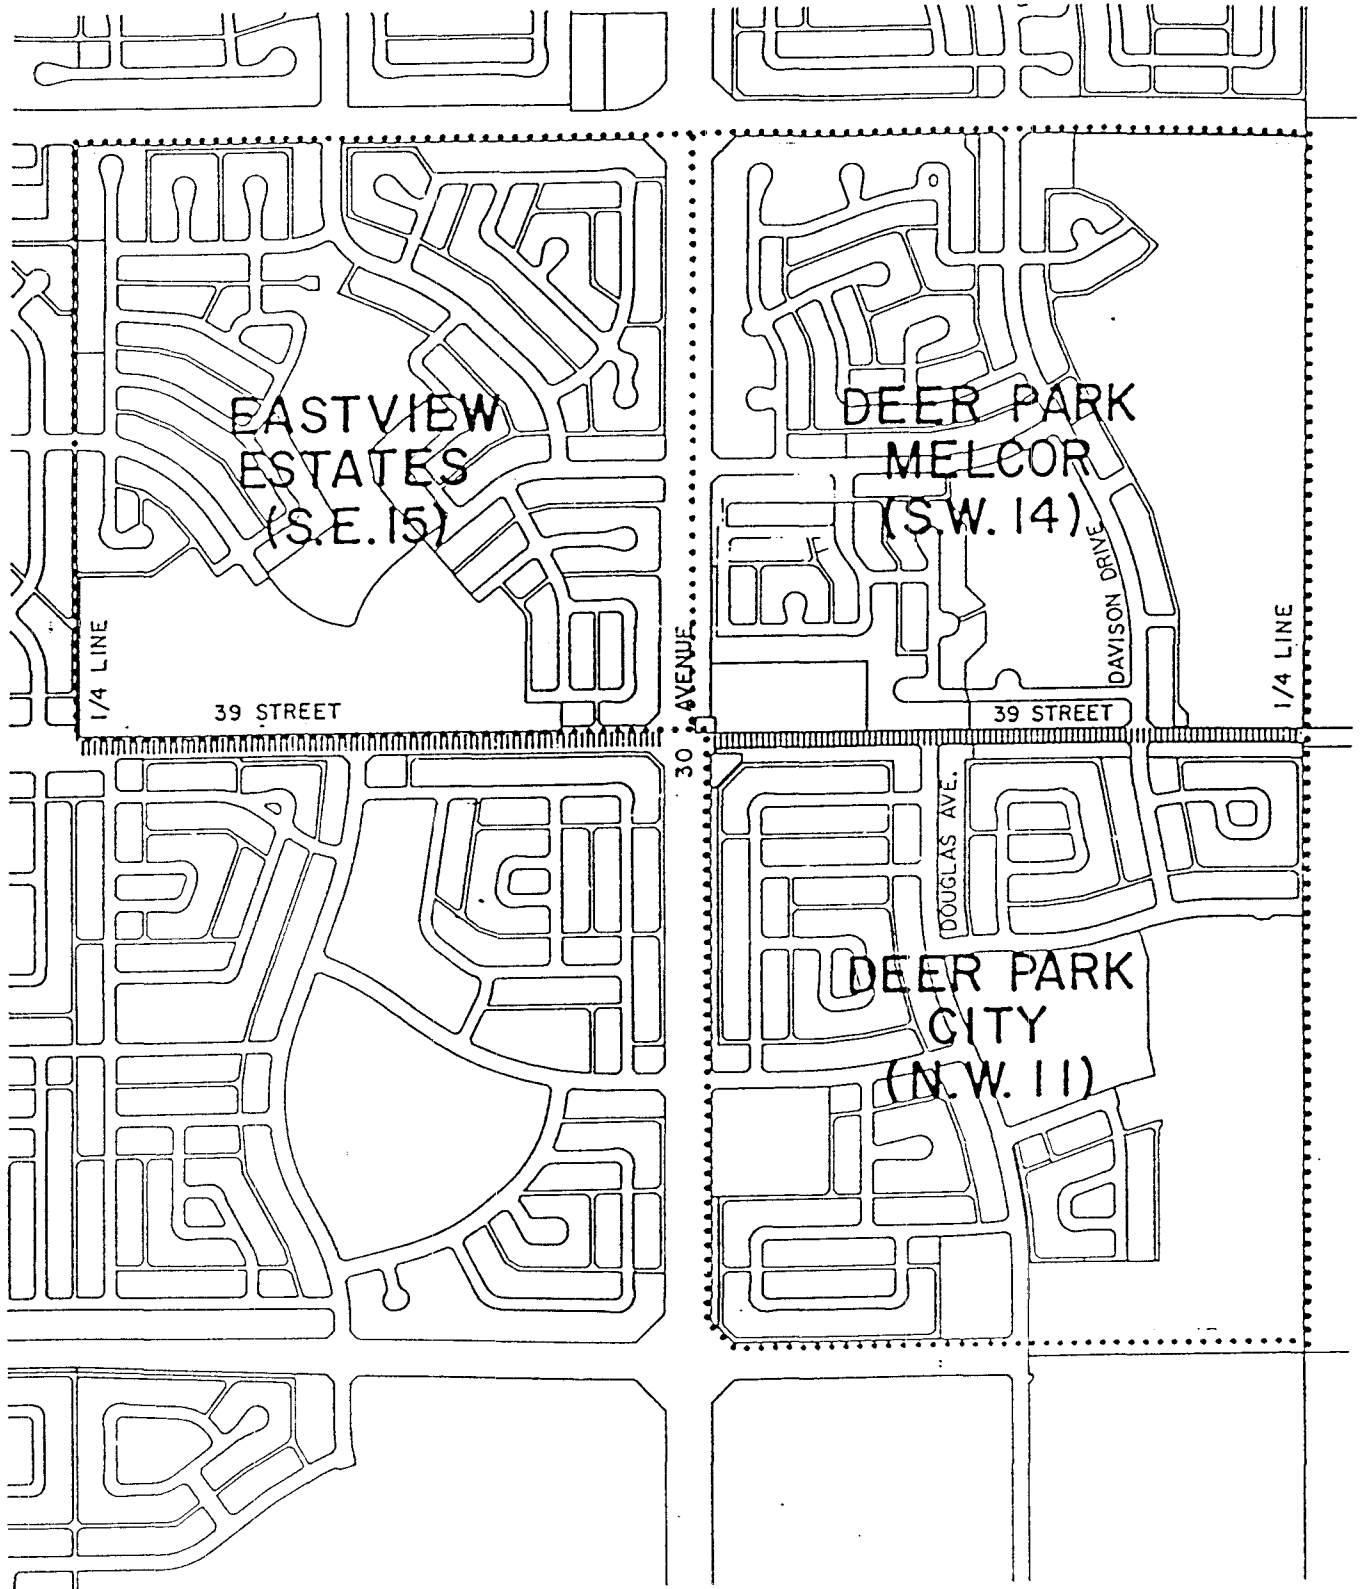 EASTVIEW
ESTATES
(S.E.15)
DEER PARK
MELCOR
(S.W. 14)
DAVISON DRIVE
1/4 LINE
39 STREET
30 AVENUE
39 STREET
1/4 LINE
DOUGLAS AVE.
DEER PARK
CITY
(N.W. 11)